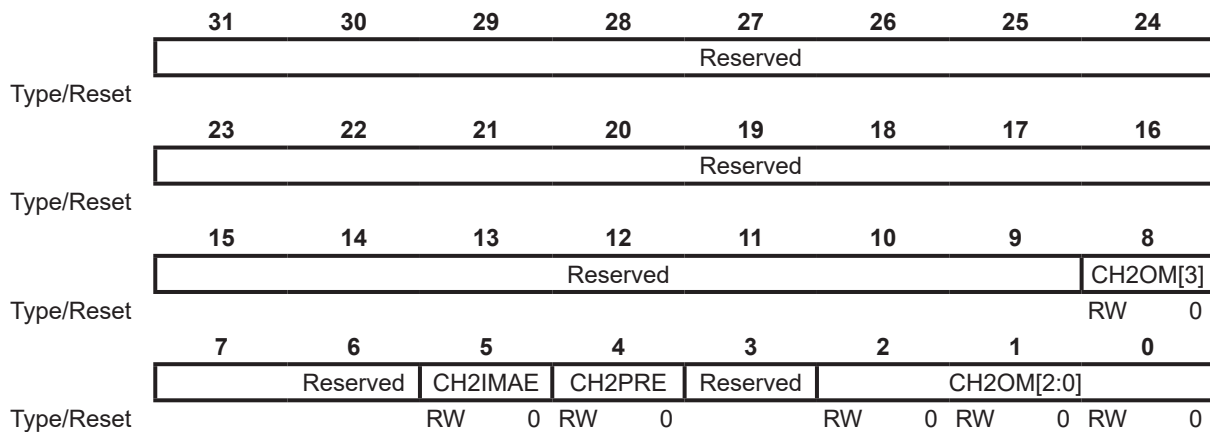 31 30 29 28 27 26 25 24
Reserved
Type/Reset
23 22 21 20 19 18 17 16
Reserved
Type/Reset
15 14 13 12 11 10 9 8
Reserved CH2OM[3]
Type/Reset RW 0
7 6 5 4 3 2 1 0
Reserved CH2IMAE CH2PRE Reserved CH2OM[2:0]
Type/Reset RW 0 RW 0 RW 0 RW 0 RW 0